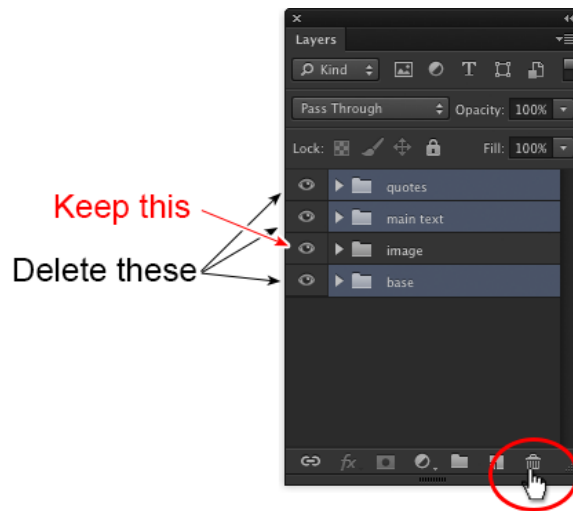 Layers
Kind
Pass Through
Opacity: 100%
Lock:
Fill: 100%
quotes
Keep this
main text
image
Delete these
base
fx